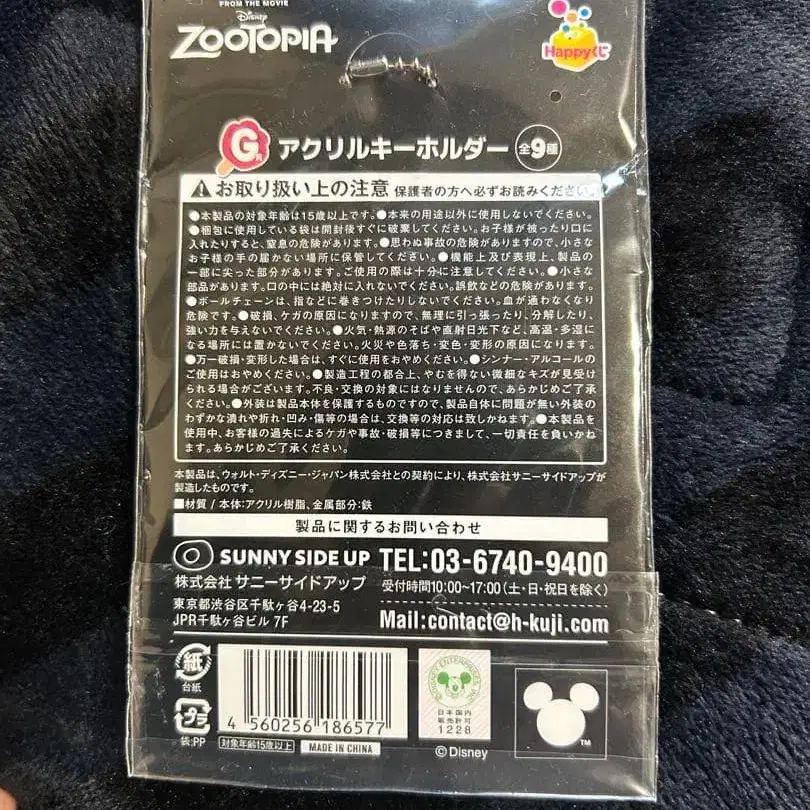 FROM THE MOVIE
Disney
ZOOTOPIA
Happyくじ
G賞 アクリルキーホルダー 全9種
お取り扱い上の注意 保護者の方へ必ずお読みください。
●本製品の対象年齢は15歳以上です。●本来の用途以外に使用しないでください。
●梱包に使用している袋は開封後すぐに破棄してください。お子様が被ったり口に
入れたりすると、窒息の危険があります。●思わぬ事故の危険がありますので、小さな
お子様の手の届かない場所に保管してください。●機能上及び表現上、製品の
一部に尖った部分があります。ご使用の際は十分に注意してください。●小さな
部品があります。口の中には絶対に入れないでください。誤飲などの危険があります。
●ボールチェーンは、指などに巻きつけたりしないでください。血が通わなくなり
危険です。●破損、ケガの原因になりますので、無理に引っ張ったり、分解したり、
強い力を与えないでください。●火気・熱源のそばや直射日光下など、高温・多湿に
なる場所には置かないでください。火災や色落ち・変色・変形の原因になります。
●万一破損・変形した場合は、すぐに使用をおやめください。●シンナー・アルコールの
ご使用はおやめください。●製造工程の都合上、やむを得ない微細なキズが見受け
られる場合がございます。不良・交換の対象にはなりませんので、あらかじめご了承
ください。●外装は製品本体を保護するものですので、製品自体に問題が無い外装の
わずかな潰れや折れ・凹み・傷等の場合は、交換等の対応は致しかねます。●本製品を
使用中、お客様の過失によるケガや事故・破損等につきまして、一切責任を負いかね
ます。あらかじめご了承ください。
本製品は、ウォルト・ディズニー・ジャパン株式会社との契約により、株式会社サニーサイドアップが
製造したものです。
■材質 / 本体:アクリル樹脂、金属部分:鉄
製品に関するお問い合わせ
SUNNY SIDE UP TEL:03-6740-9400
株式会社 サニーサイドアップ 受付時間10:00~17:00(土・日・祝日を除く)
東京都渋谷区千駄ヶ谷4-23-5
JPR千駄ヶ谷ビル 7F Mail:contact@h-kuji.com
紙
台紙
プラ
袋:PP
4 560256 186577
対象年齢15歳以上 MADE IN CHINA
DISNEY ENTERPRISES, INC.
日本国内
販売許可
1228
©Disney
TM